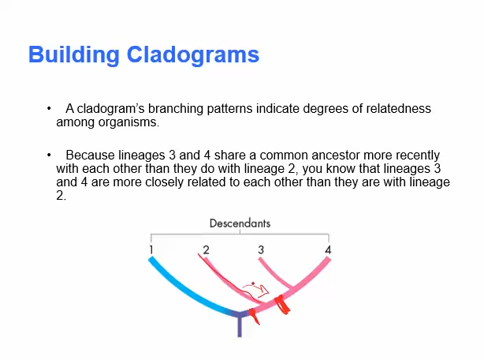 Building Cladograms
• A cladogram's branching patterns indicate degrees of relatedness
among organisms.
• Because lineages 3 and 4 share a common ancestor more recently
with each other than they do with lineage 2, you know that lineages 3
and 4 are more closely related to each other than they are with lineage
2.
Descendants
1 2 3 4